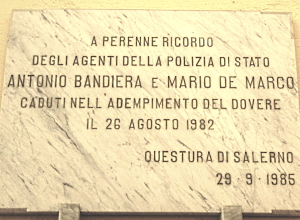 A PERENNE RICORDO
DEGLI AGENTI DELLA POLIZIA DI STATO
ANTONIO BANDIERA E MARIO DE MARCO
CADUTI NELL'ADEMPIMENTO DEL DOVERE
IL 26 AGOSTO 1982
QUESTURA DI SALERNO
29-9-1985